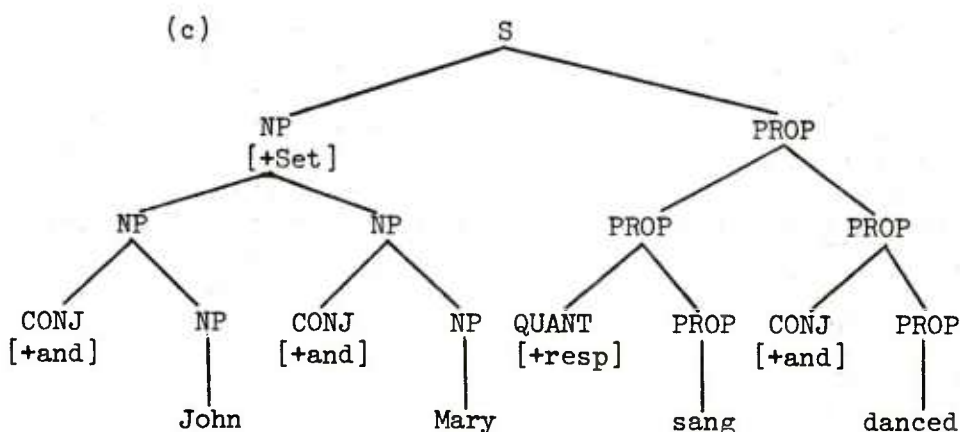 (c)
S
NP PROP
[+Set]
NP NP PROP PROP
CONJ NP CONJ NP QUANT PROP CONJ PROP
[+and] [+and] [+resp] [+and]
John Mary sang danced